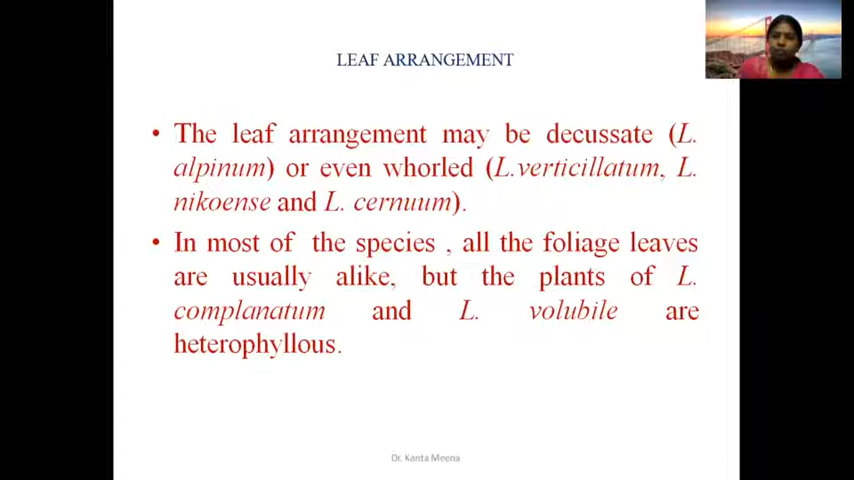 LEAF ARRANGEMENT
• The leaf arrangement may be decussate (L.
alpinum) or even whorled (L.verticillatum, L.
nikoense and L. cernuum).
• In most of the species , all the foliage leaves
are usually alike, but the plants of L.
complanatum and L. volubile are
heterophyllous.
Dr. Kanta Meena